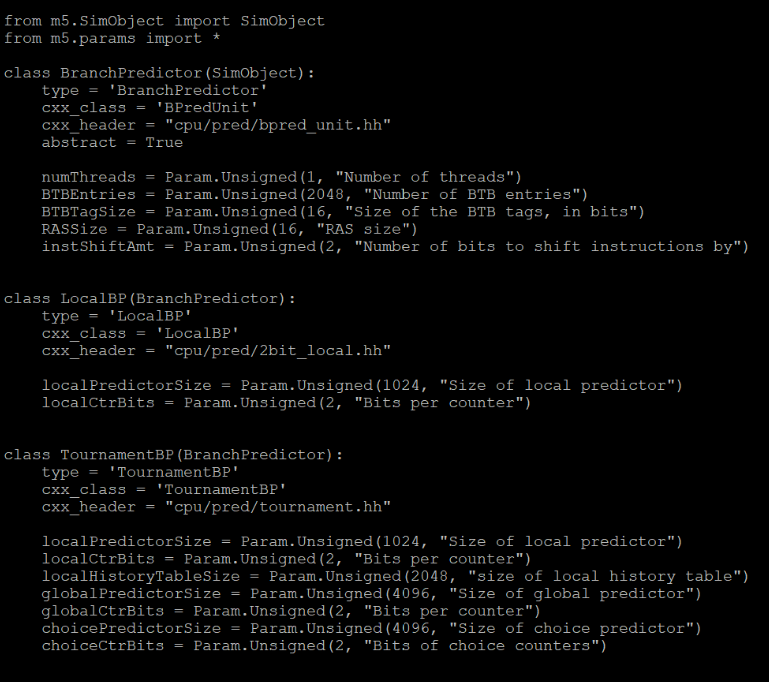 from m5.SimObject import SimObject
from m5.params import *

class BranchPredictor(SimObject):
    type = 'BranchPredictor'
    cxx_class = 'BPredUnit'
    cxx_header = "cpu/pred/bpred_unit.hh"
    abstract = True

    numThreads = Param.Unsigned(1, "Number of threads")
    BTBEntries = Param.Unsigned(2048, "Number of BTB entries")
    BTBTagSize = Param.Unsigned(16, "Size of the BTB tags, in bits")
    RASSize = Param.Unsigned(16, "RAS size")
    instShiftAmt = Param.Unsigned(2, "Number of bits to shift instructions by")


class LocalBP(BranchPredictor):
    type = 'LocalBP'
    cxx_class = 'LocalBP'
    cxx_header = "cpu/pred/2bit_local.hh"

    localPredictorSize = Param.Unsigned(1024, "Size of local predictor")
    localCtrBits = Param.Unsigned(2, "Bits per counter")


class TournamentBP(BranchPredictor):
    type = 'TournamentBP'
    cxx_class = 'TournamentBP'
    cxx_header = "cpu/pred/tournament.hh"

    localPredictorSize = Param.Unsigned(1024, "Size of local predictor")
    localCtrBits = Param.Unsigned(2, "Bits per counter")
    localHistoryTableSize = Param.Unsigned(2048, "size of local history table")
    globalPredictorSize = Param.Unsigned(4096, "Size of global predictor")
    globalCtrBits = Param.Unsigned(2, "Bits per counter")
    choicePredictorSize = Param.Unsigned(4096, "Size of choice predictor")
    choiceCtrBits = Param.Unsigned(2, "Bits of choice counters")